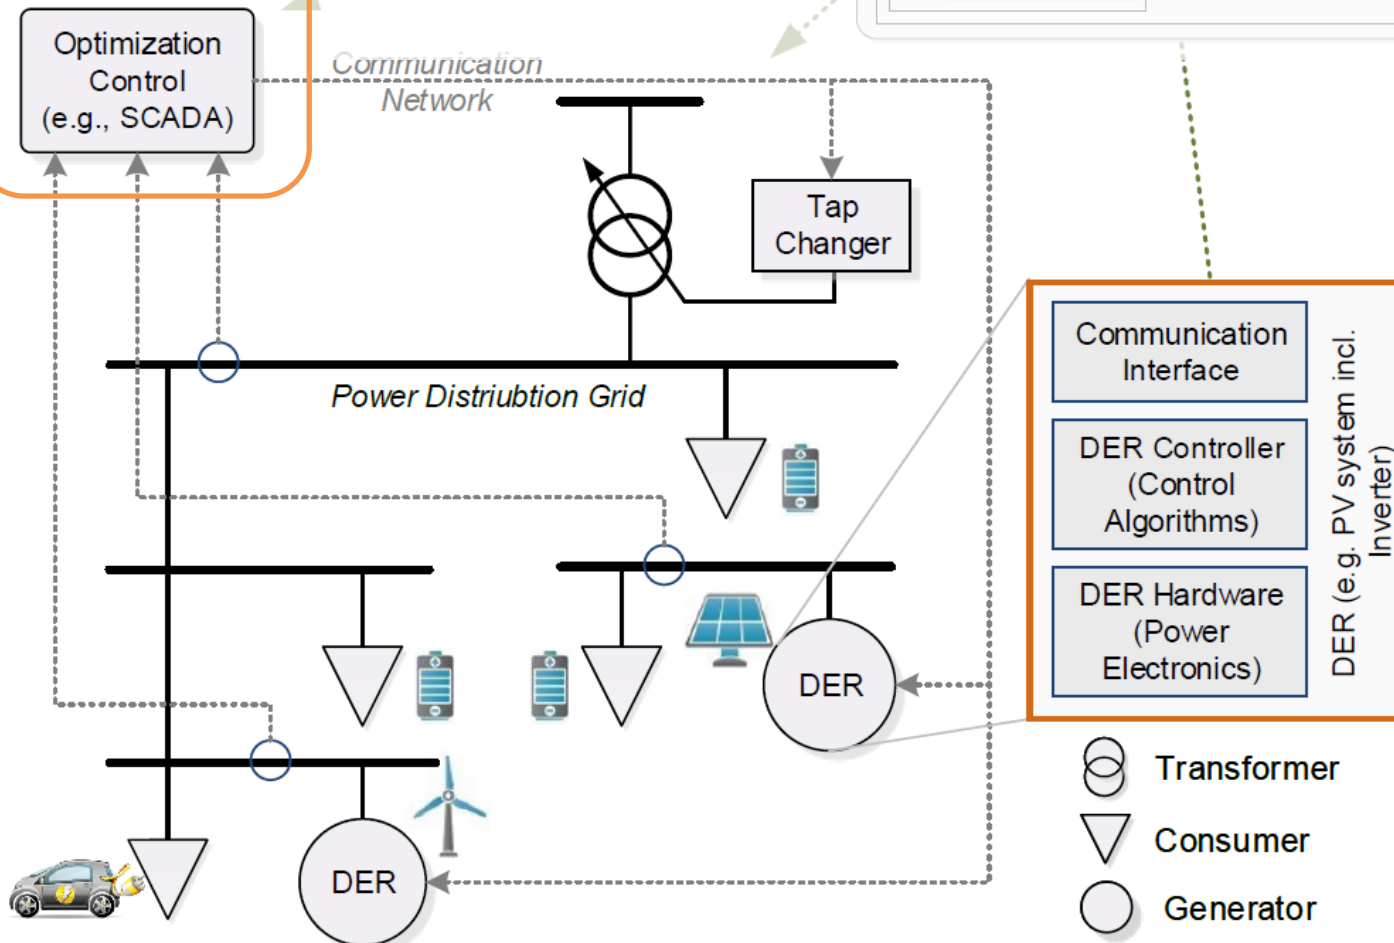 Optimization
Control
(e.g., SCADA)
Communication
Network
Tap
Changer
Power Distriubtion Grid
Communication
Interface
DER Controller
(Control
Algorithms)
DER Hardware
(Power
Electronics)
DER (e.g. PV system incl.
Inverter)
DER
DER
Transformer
Consumer
Generator